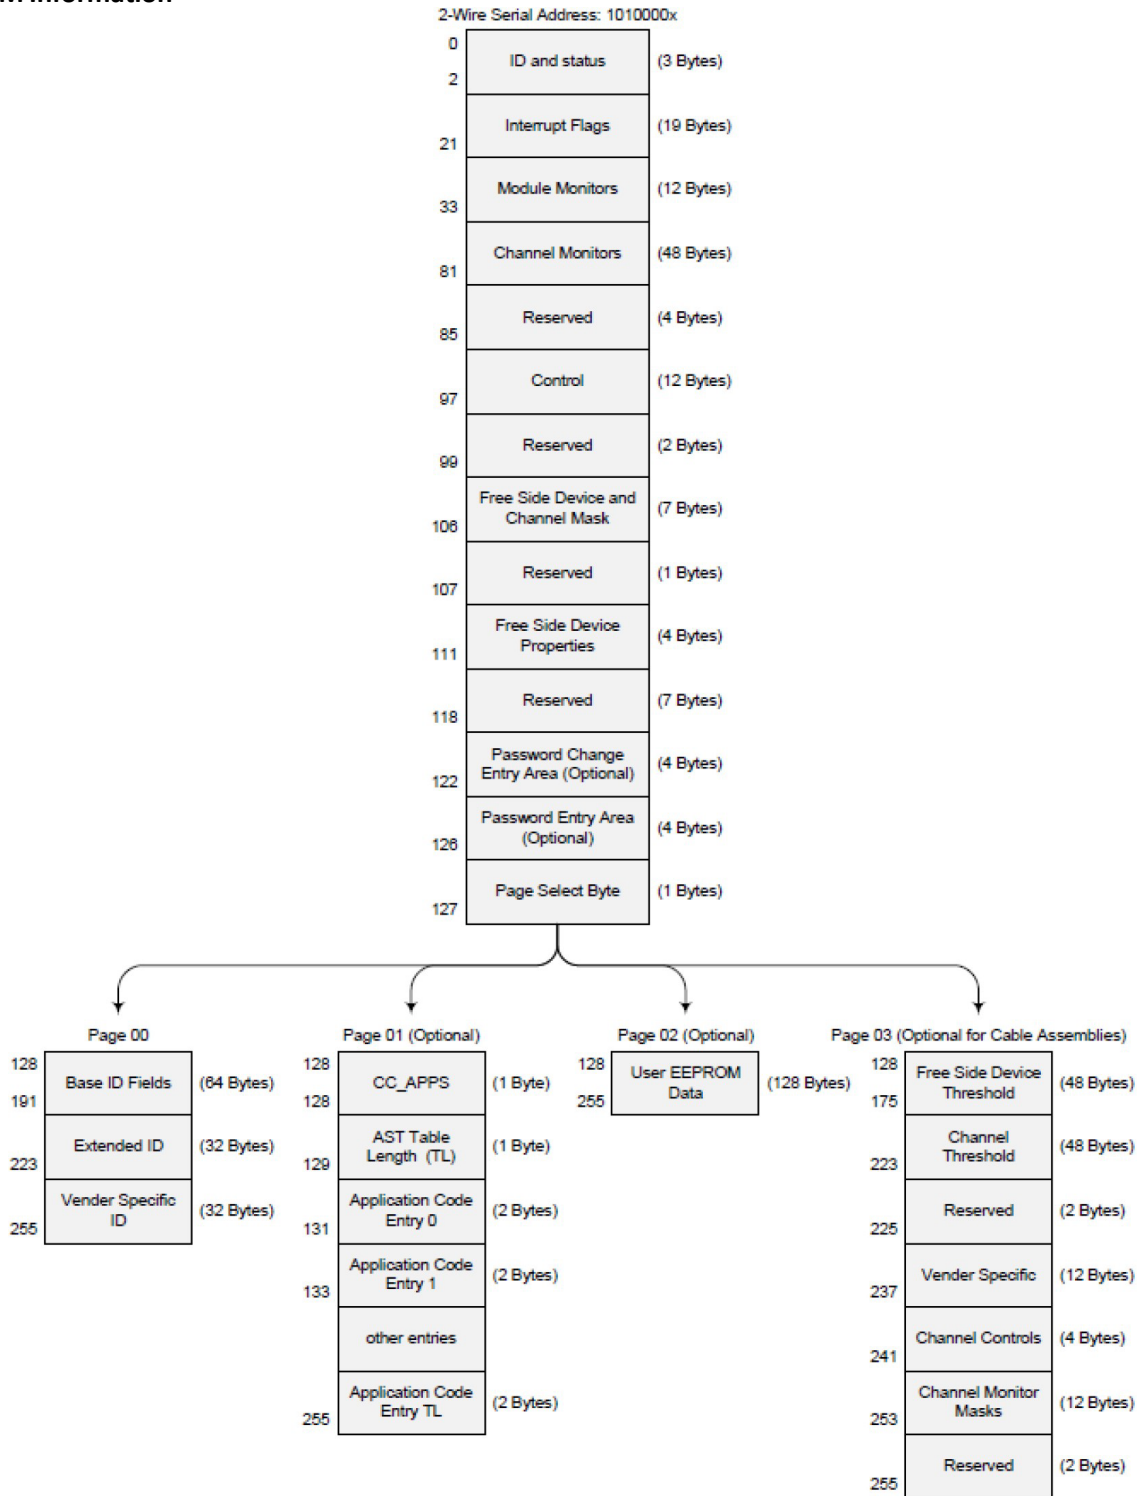 2-Wire Serial Address: 1010000x
0
ID and status
(3 Bytes)
2
Interrupt Flags
(19 Bytes)
21
Module Monitors
(12 Bytes)
33
Channel Monitors
(48 Bytes)
81
Reserved
(4 Bytes)
85
Control
(12 Bytes)
97
Reserved
(2 Bytes)
99
Free Side Device and
Channel Mask
(7 Bytes)
106
Reserved
(1 Bytes)
107
Free Side Device
Properties
(4 Bytes)
111
Reserved
(7 Bytes)
118
Password Change
Entry Area (Optional)
(4 Bytes)
122
Password Entry Area
(Optional)
(4 Bytes)
126
Page Select Byte
(1 Bytes)
127
Page 00
128
Base ID Fields
(64 Bytes)
191
Extended ID
(32 Bytes)
223
Vender Specific
ID
(32 Bytes)
255
Page 01 (Optional)
128
CC_APPS
(1 Byte)
128
AST Table
Length (TL)
(1 Byte)
129
Application Code
Entry 0
(2 Bytes)
131
Application Code
Entry 1
(2 Bytes)
133
other entries
Application Code
Entry TL
(2 Bytes)
255
Page 02 (Optional)
128
User EEPROM
Data
(128 Bytes)
255
Page 03 (Optional for Cable Assemblies)
128
Free Side Device
Threshold
(48 Bytes)
175
Channel
Threshold
(48 Bytes)
223
Reserved
(2 Bytes)
225
Vender Specific
(12 Bytes)
237
Channel Controls
(4 Bytes)
241
Channel Monitor
Masks
(12 Bytes)
253
Reserved
(2 Bytes)
255